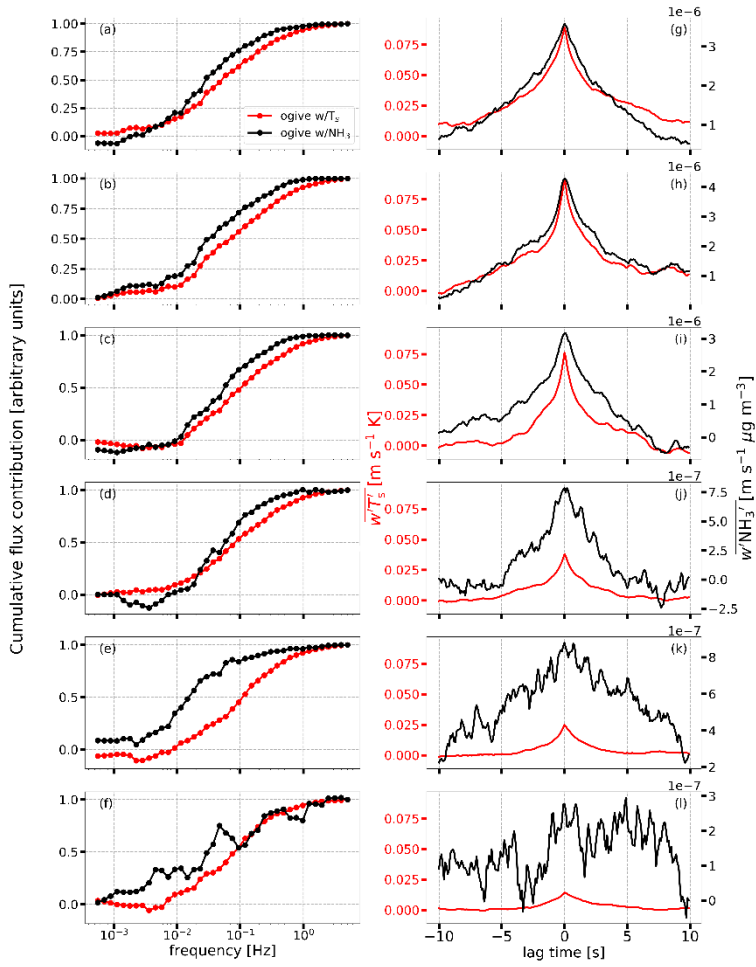 1.00
0.75
0.50
0.25
0.00
(a)
ogive w/Tₛ
ogive w/NH₃
(g)
1e−6
0.075
0.050
0.025
0.000
3
2
1
1.00
0.75
0.50
0.25
0.00
(b)
(h)
1e−6
0.075
0.050
0.025
0.000
4
3
2
1
1.0
0.5
0.0
(c)
(i)
1e−6
0.075
0.050
0.025
0.000
3
2
1
0
1.0
0.5
0.0
(d)
(j)
1e−7
0.075
0.050
0.025
0.000
7.5
5.0
2.5
0.0
−2.5
1.0
0.5
0.0
(e)
(k)
1e−7
0.075
0.050
0.025
0.000
8
6
4
2
1.0
0.5
0.0
(f)
(l)
1e−7
0.075
0.050
0.025
0.000
3
2
1
0
10⁻³ 10⁻² 10⁻¹ 10⁰
frequency [Hz]
−10 −5 0 5 10
lag time [s]
Cumulative flux contribution [arbitrary units]
w′T′ₛ [m s⁻¹ K]
w′NH₃′ [m s⁻¹ μg m⁻³]